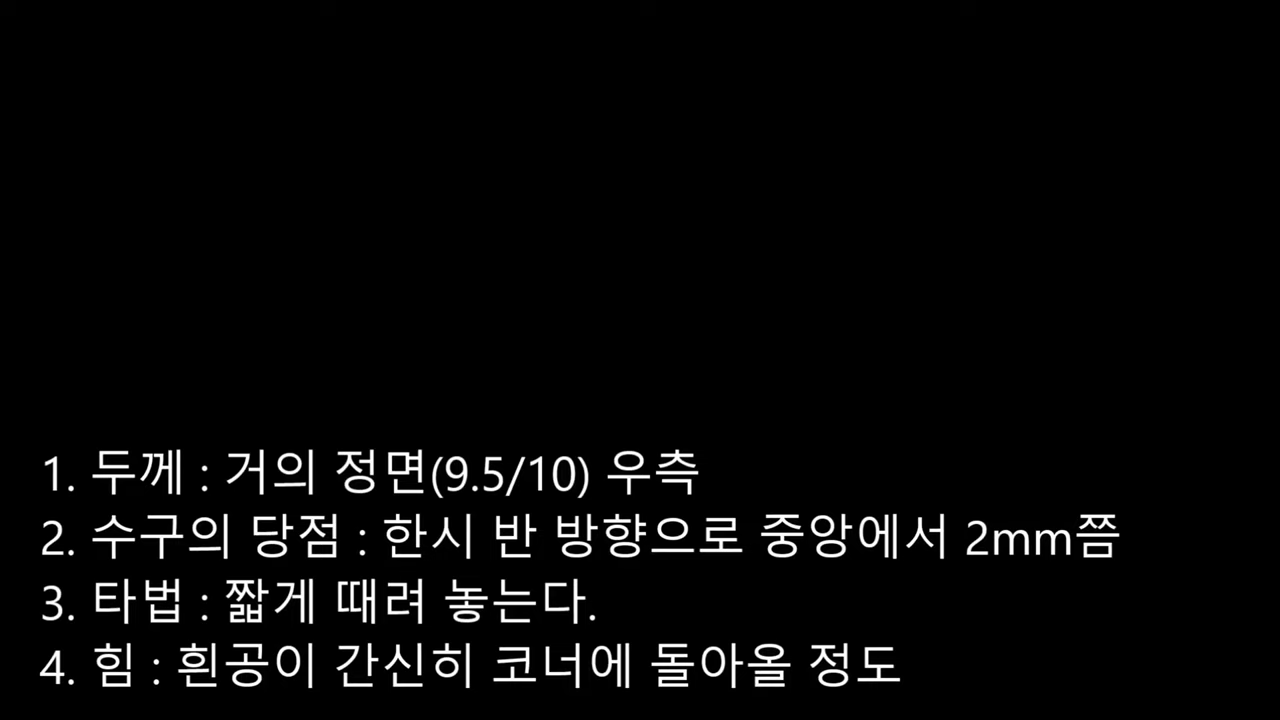 1. 두께 : 거의 정면(9.5/10) 우측
2. 수구의 당점 : 한시 반 방향으로 중앙에서 2mm쯤
3. 타법 : 짧게 때려 놓는다.
4. 힘 : 흰공이 간신히 코너에 돌아올 정도